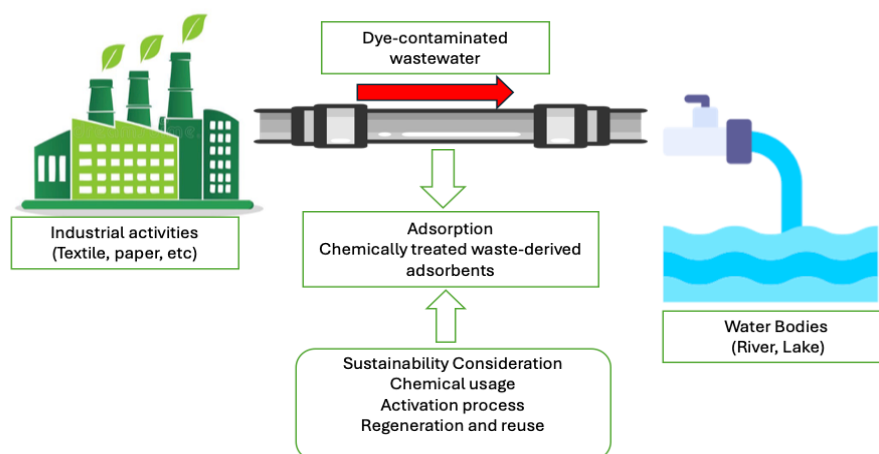 Dye-contaminated
wastewater
Industrial activities
(Textile, paper, etc)
Adsorption
Chemically treated waste-derived
adsorbents
Water Bodies
(River, Lake)
Sustainability Consideration
Chemical usage
Activation process
Regeneration and reuse